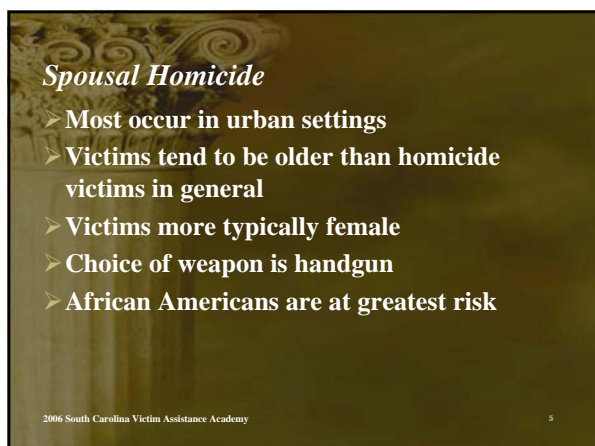 Spousal Homicide
➢Most occur in urban settings
➢Victims tend to be older than homicide
victims in general
➢Victims more typically female
➢Choice of weapon is handgun
➢African Americans are at greatest risk
2006 South Carolina Victim Assistance Academy 5